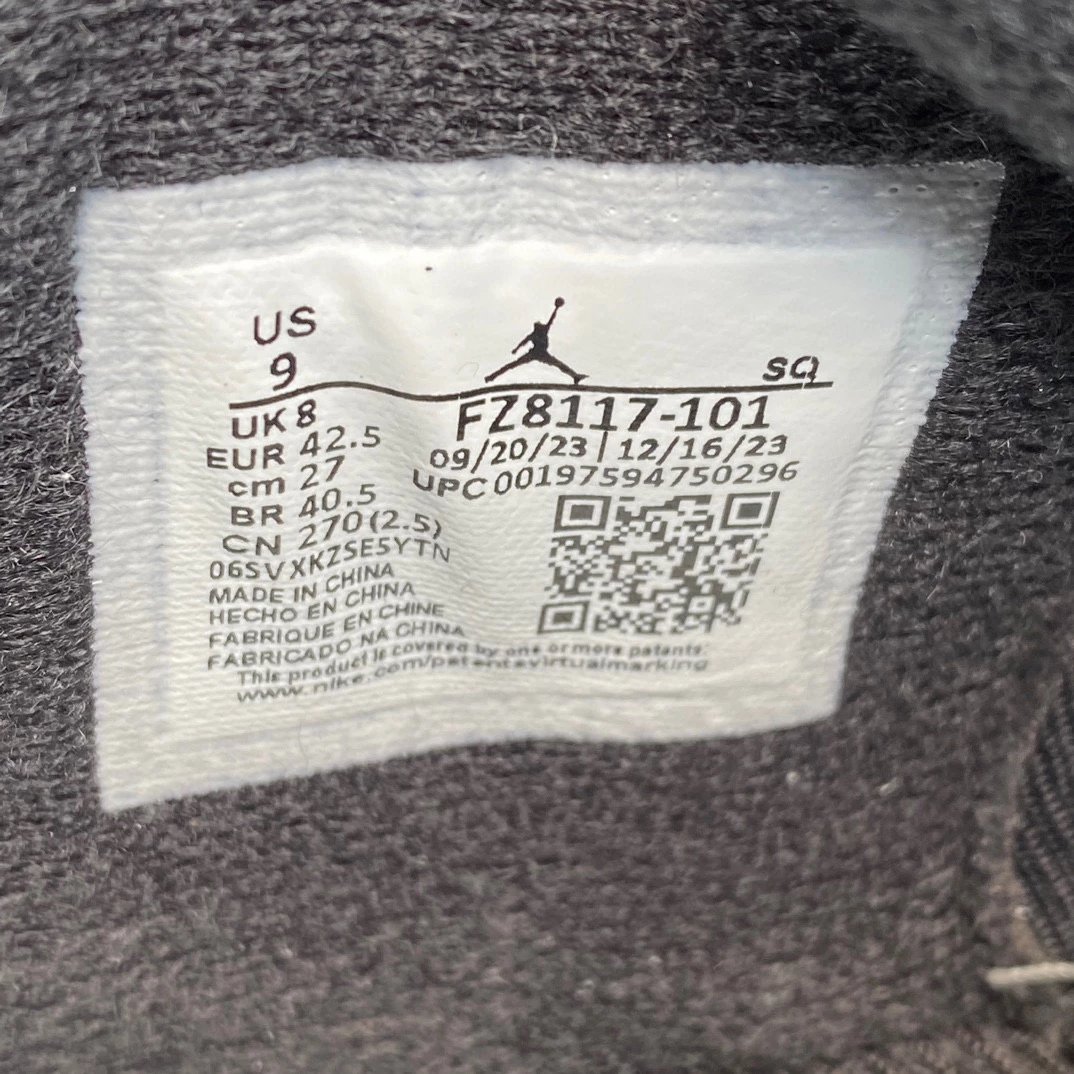 US
9
SQ
UK 8
EUR 42.5
cm 27
BR 40.5
CN 270(2.5)
06SVXKZSE5YTN
MADE IN CHINA
HECHO EN CHINA
FABRIQUE EN CHINE
FABRICADO NA CHINA
FZ8117-101
09/20/23 | 12/16/23
UPC 00197594750296
This product is covered by one or more patents:
www.nike.com/patentsvirtualmarking